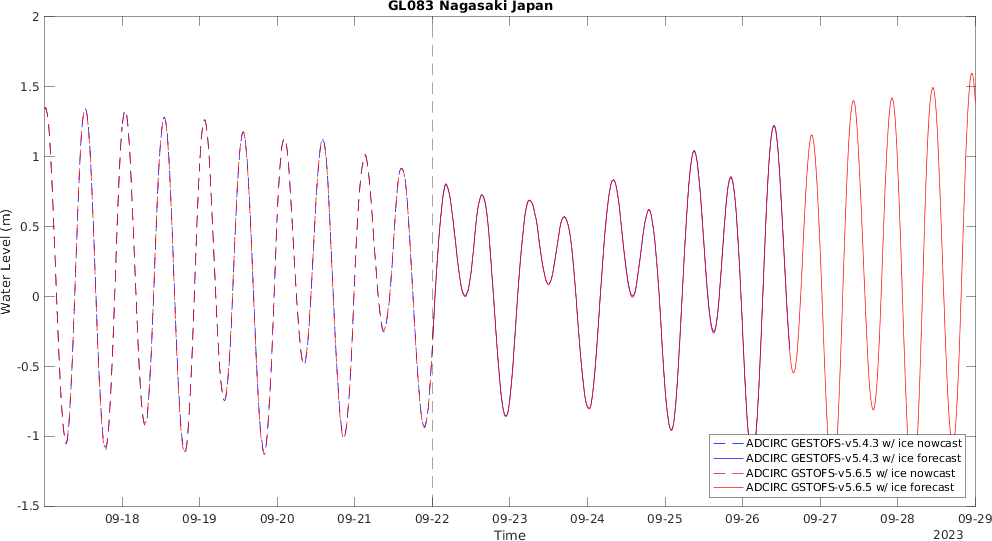 GL083 Nagasaki Japan
2
1.5
1
0.5
0
-0.5
-1
-1.5
Water Level (m)
ADCIRC GESTOFS-v5.4.3 w/ ice nowcast
ADCIRC GESTOFS-v5.4.3 w/ ice forecast
ADCIRC GSTOFS-v5.6.5 w/ ice nowcast
ADCIRC GSTOFS-v5.6.5 w/ ice forecast
09-18 09-19 09-20 09-21 09-22 09-23 09-24 09-25 09-26 09-27 09-28 09-29
Time
2023